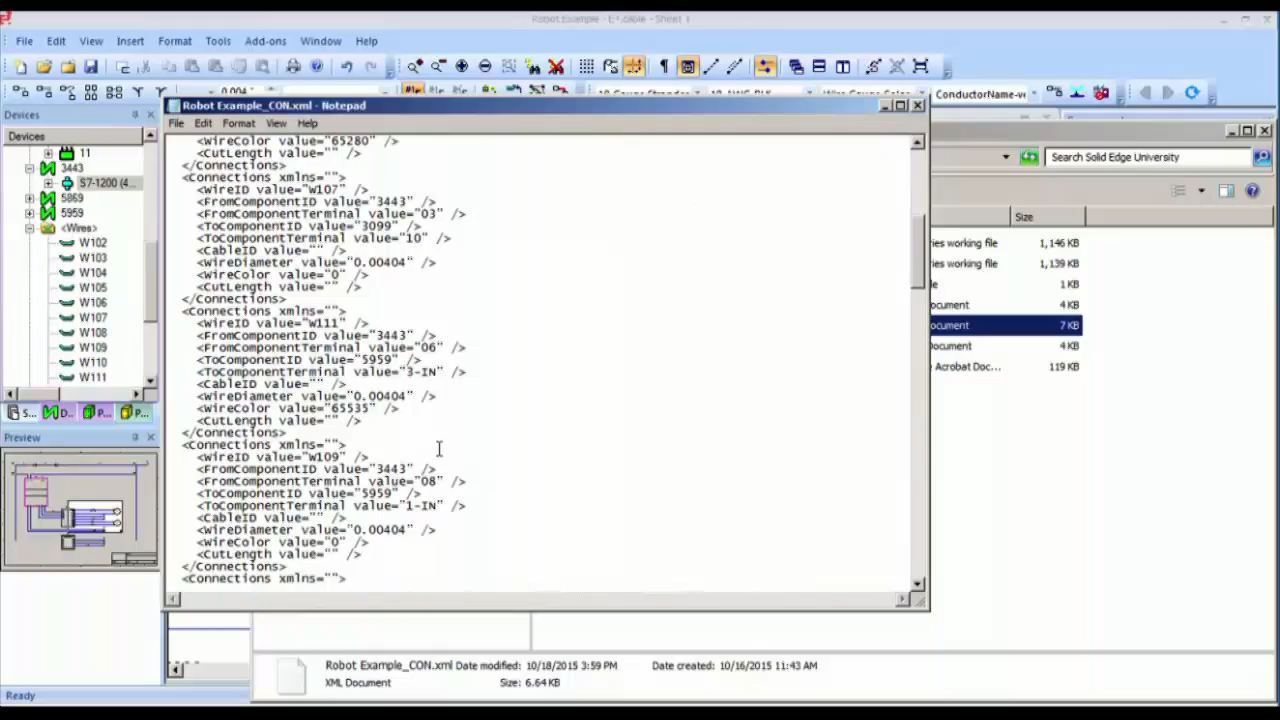 Robot Example - E³.cable - Sheet 1
File Edit View Insert Format Tools Add-ons Window Help
0.004
ConductorName-ve
Devices
Devices
11
3443
S7-1200 (4...
5869
5959
<Wires>
W102
W103
W104
W105
W106
W107
W108
W109
W110
W111
S... D... P... P...
Preview
Ready
Robot Example_CON.xml - Notepad
File Edit Format View Help
<WireColor value="65280" />
<CutLength value="" />
</Connections>
<Connections xmlns="">
<WireID value="W107" />
<FromComponentID value="3443" />
<FromComponentTerminal value="03" />
<ToComponentID value="3099" />
<ToComponentTerminal value="10" />
<CableID value="" />
<WireDiameter value="0.00404" />
<WireColor value="0" />
<CutLength value="" />
</Connections>
<Connections xmlns="">
<WireID value="W111" />
<FromComponentID value="3443" />
<FromComponentTerminal value="06" />
<ToComponentID value="5959" />
<ToComponentTerminal value="3-IN" />
<CableID value="" />
<WireDiameter value="0.00404" />
<WireColor value="65535" />
<CutLength value="" />
</Connections>
<Connections xmlns="">
<WireID value="W109" />
<FromComponentID value="3443" />
<FromComponentTerminal value="08" />
<ToComponentID value="5959" />
<ToComponentTerminal value="1-IN" />
<CableID value="" />
<WireDiameter value="0.00404" />
<WireColor value="0" />
<CutLength value="" />
</Connections>
<Connections xmlns="">
Search Solid Edge University
Size
ries working file 1,146 KB
ries working file 1,139 KB
le 1 KB
ocument 4 KB
ocument 7 KB
Document 4 KB
e Acrobat Doc... 119 KB
Robot Example_CON.xml Date modified: 10/18/2015 3:59 PM Date created: 10/16/2015 11:43 AM
XML Document Size: 6.64 KB